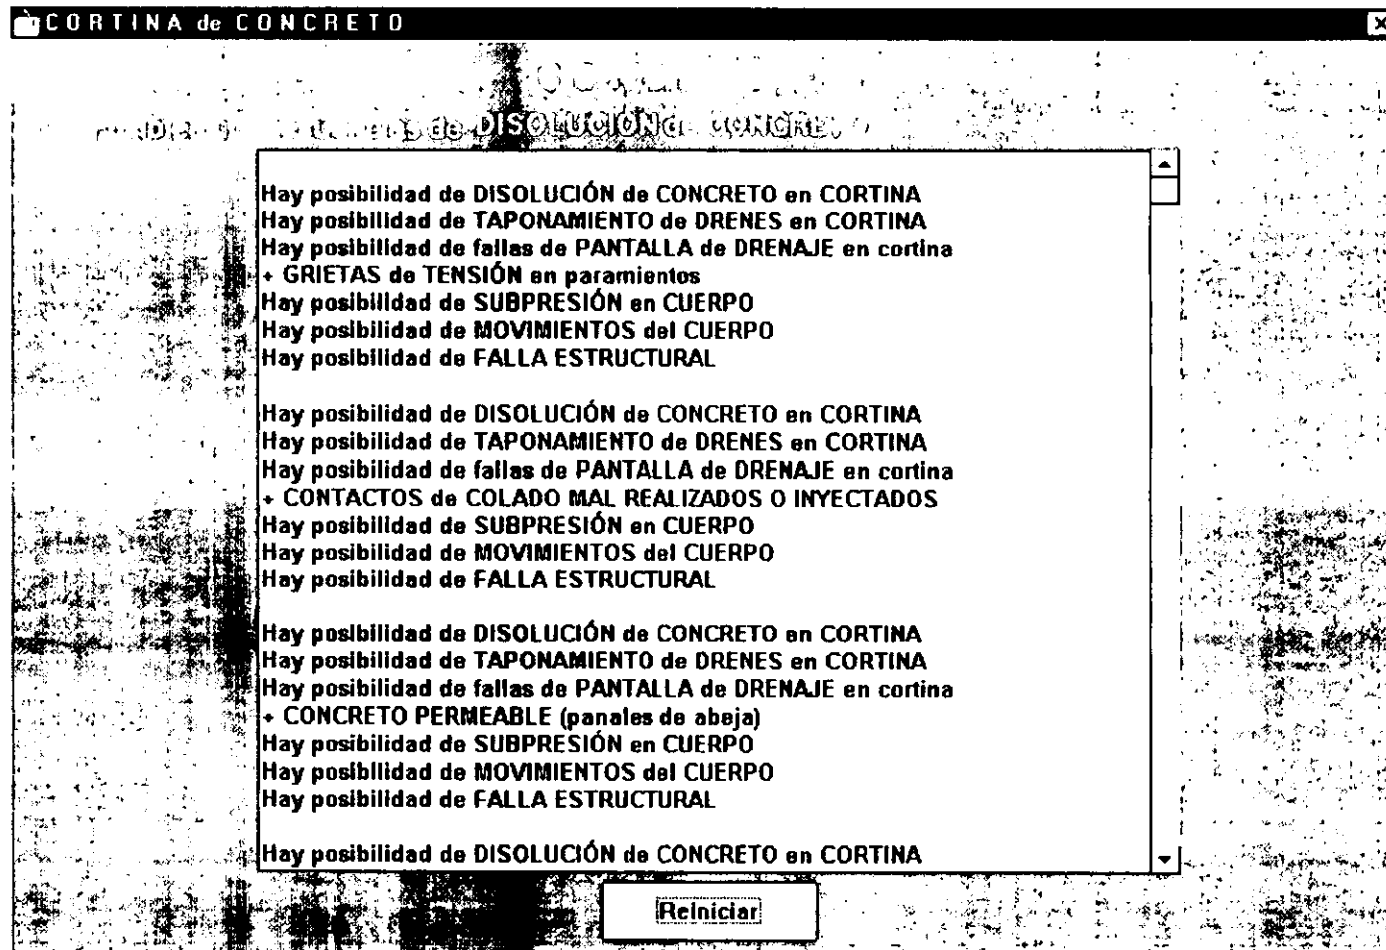 CORTINA de CONCRETO
de DISOLUCIÓN de CONCRETO
Hay posibilidad de DISOLUCIÓN de CONCRETO en CORTINA
Hay posibilidad de TAPONAMIENTO de DRENES en CORTINA
Hay posibilidad de fallas de PANTALLA de DRENAJE en cortina
+ GRIETAS de TENSIÓN en paramientos
Hay posibilidad de SUBPRESIÓN en CUERPO
Hay posibilidad de MOVIMIENTOS del CUERPO
Hay posibilidad de FALLA ESTRUCTURAL
Hay posibilidad de DISOLUCIÓN de CONCRETO en CORTINA
Hay posibilidad de TAPONAMIENTO de DRENES en CORTINA
Hay posibilidad de fallas de PANTALLA de DRENAJE en cortina
+ CONTACTOS de COLADO MAL REALIZADOS O INYECTADOS
Hay posibilidad de SUBPRESIÓN en CUERPO
Hay posibilidad de MOVIMIENTOS del CUERPO
Hay posibilidad de FALLA ESTRUCTURAL
Hay posibilidad de DISOLUCIÓN de CONCRETO en CORTINA
Hay posibilidad de TAPONAMIENTO de DRENES en CORTINA
Hay posibilidad de fallas de PANTALLA de DRENAJE en cortina
+ CONCRETO PERMEABLE (panales de abeja)
Hay posibilidad de SUBPRESIÓN en CUERPO
Hay posibilidad de MOVIMIENTOS del CUERPO
Hay posibilidad de FALLA ESTRUCTURAL
Hay posibilidad de DISOLUCIÓN de CONCRETO en CORTINA
Reiniciar